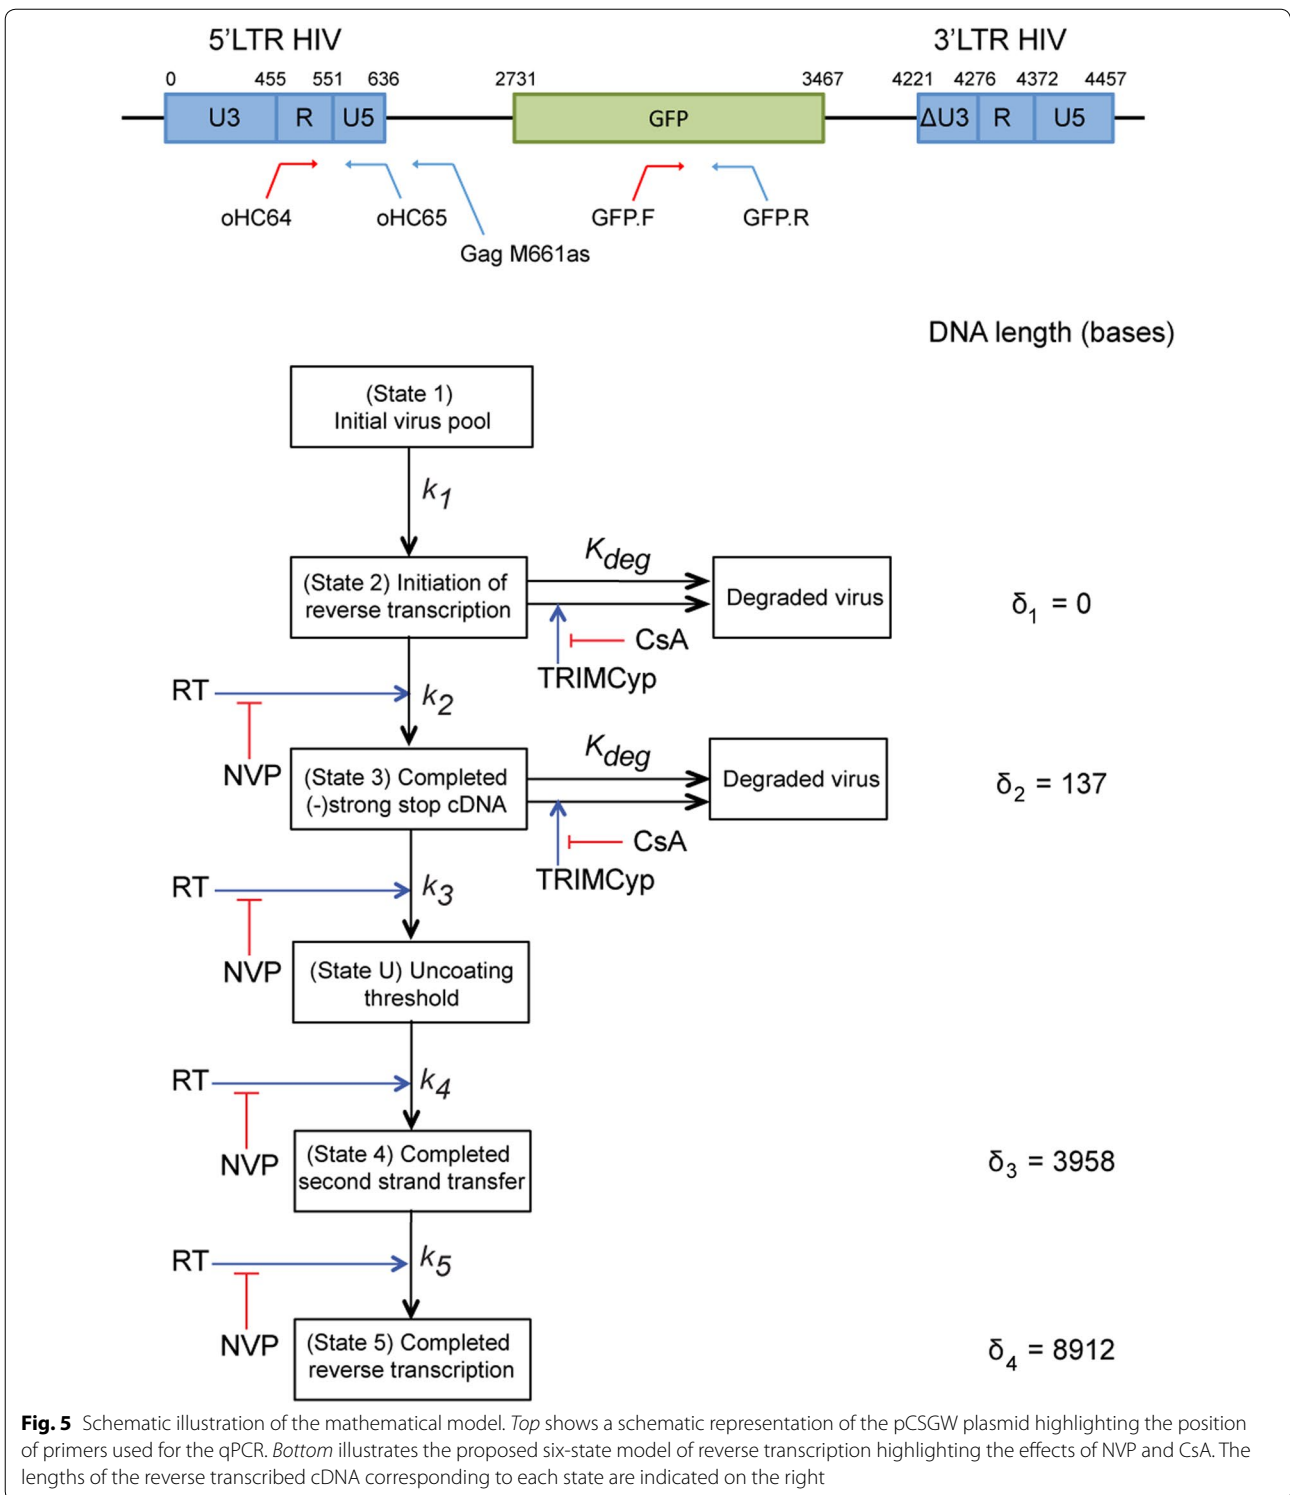 5’LTR HIV
3’LTR HIV
0 455 551 636 2731 3467 4221 4276 4372 4457
U3 R U5 GFP ΔU3 R U5
oHC64 oHC65 GFP.F GFP.R
Gag M661as
DNA length (bases)
(State 1)
Initial virus pool
k1
(State 2) Initiation of
reverse transcription
Kdeg
Degraded virus
δ1 = 0
CsA
TRIMCyp
RT
k2
NVP
(State 3) Completed
(-)strong stop cDNA
Kdeg
Degraded virus
δ2 = 137
CsA
TRIMCyp
RT
k3
NVP
(State U) Uncoating
threshold
RT
k4
NVP
(State 4) Completed
second strand transfer
δ3 = 3958
RT
k5
NVP
(State 5) Completed
reverse transcription
δ4 = 8912
Fig. 5 Schematic illustration of the mathematical model. Top shows a schematic representation of the pCSGW plasmid highlighting the position
of primers used for the qPCR. Bottom illustrates the proposed six-state model of reverse transcription highlighting the effects of NVP and CsA. The
lengths of the reverse transcribed cDNA corresponding to each state are indicated on the right